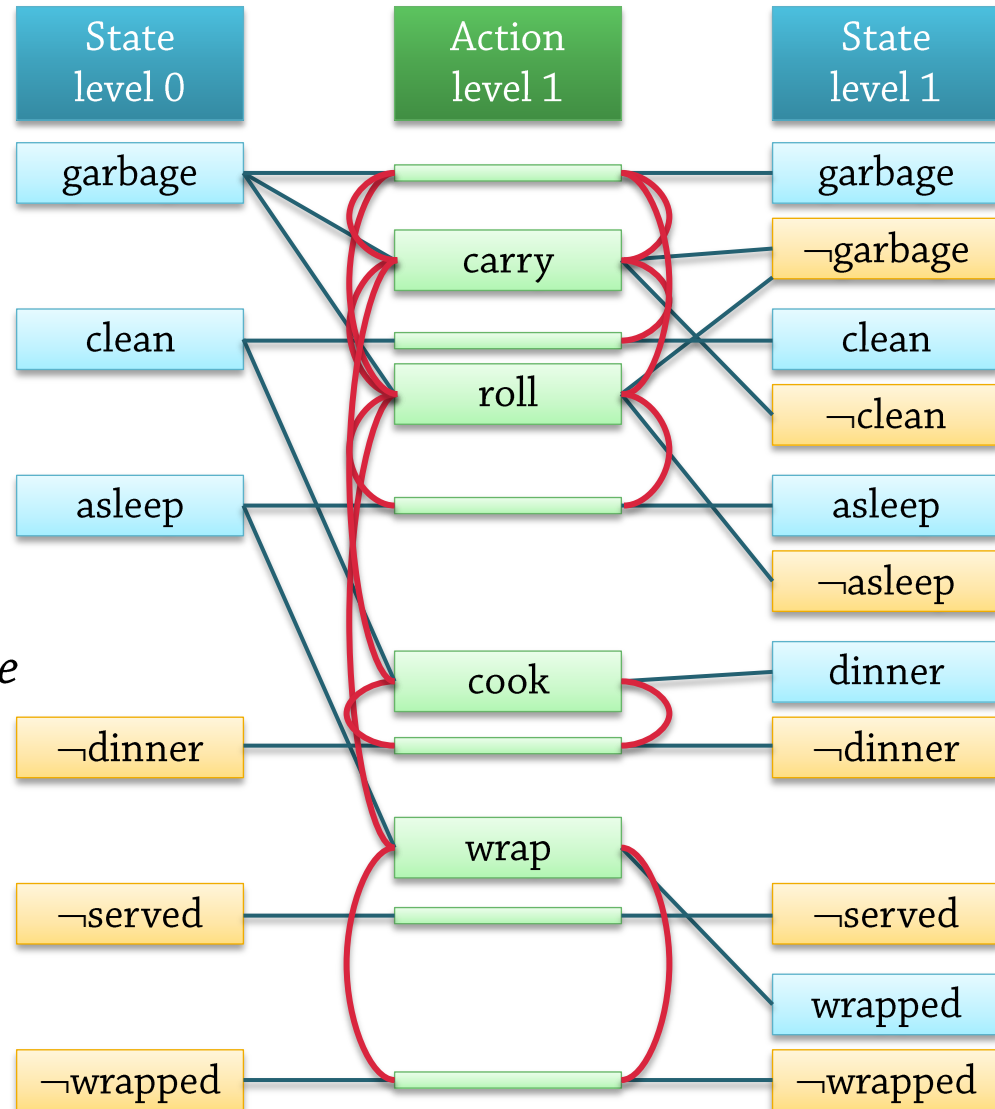 State
level 0
Action
level 1
State
level 1
garbage
garbage
carry
¬garbage
clean
clean
roll
¬clean
asleep
asleep
¬asleep
e
cook
dinner
¬dinner
¬dinner
wrap
¬served
¬served
wrapped
¬wrapped
¬wrapped